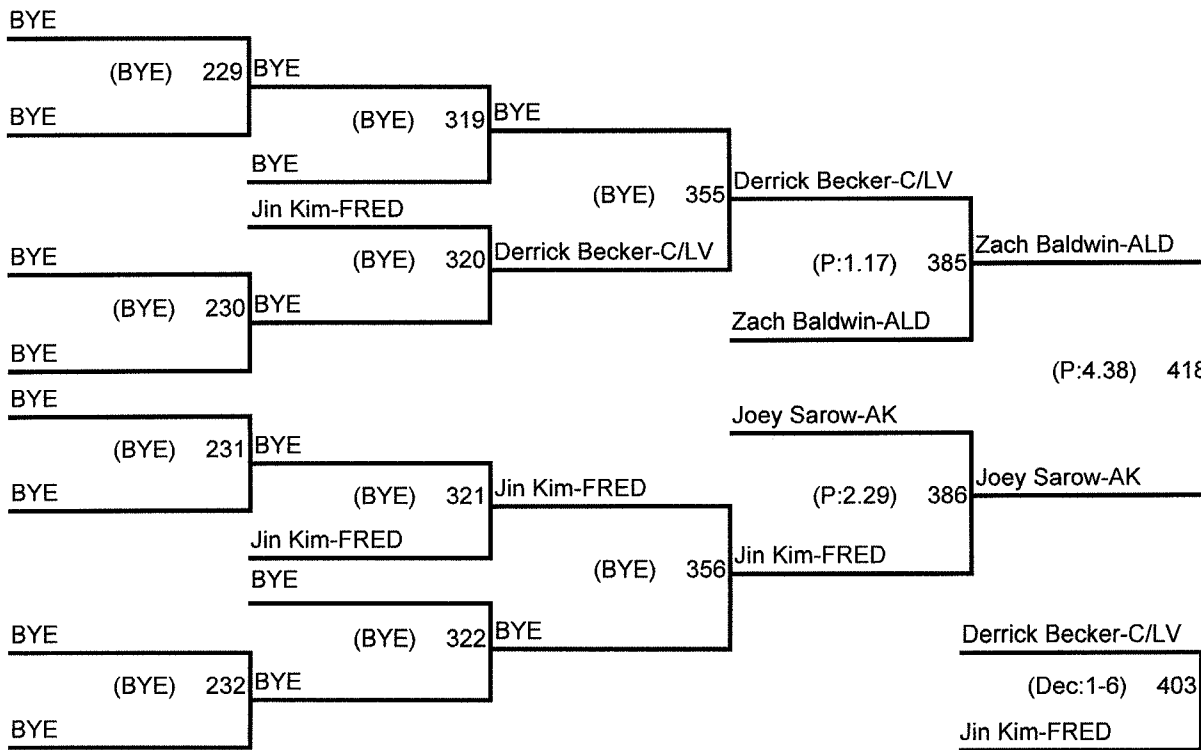 BYE
(BYE) 229 BYE
BYE
(BYE) 319 BYE
BYE
(BYE) 355 Derrick Becker-C/LV
Jin Kim-FRED
(BYE) 320 Derrick Becker-C/LV
BYE
(BYE) 230 BYE
BYE
(P:1.17) 385 Zach Baldwin-ALD
Zach Baldwin-ALD
(P:4.38) 418
BYE
(BYE) 231 BYE
BYE
(BYE) 321 Jin Kim-FRED
Jin Kim-FRED
Joey Sarow-AK
(P:2.29) 386 Joey Sarow-AK
(BYE) 356 Jin Kim-FRED
BYE
(BYE) 322 BYE
BYE
(BYE) 232 BYE
BYE
Derrick Becker-C/LV
(Dec:1-6) 403
Jin Kim-FRED